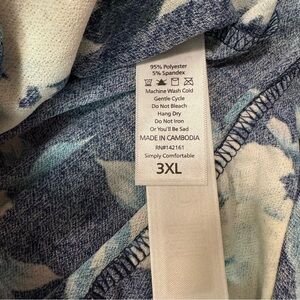 95% Polyester
5% Spandex
Machine Wash Cold
Gentle Cycle
Do Not Bleach
Hang Dry
Do Not Iron
Or You'll Be Sad
MADE IN CAMBODIA
RN#142161
Simply Comfortable
3XL